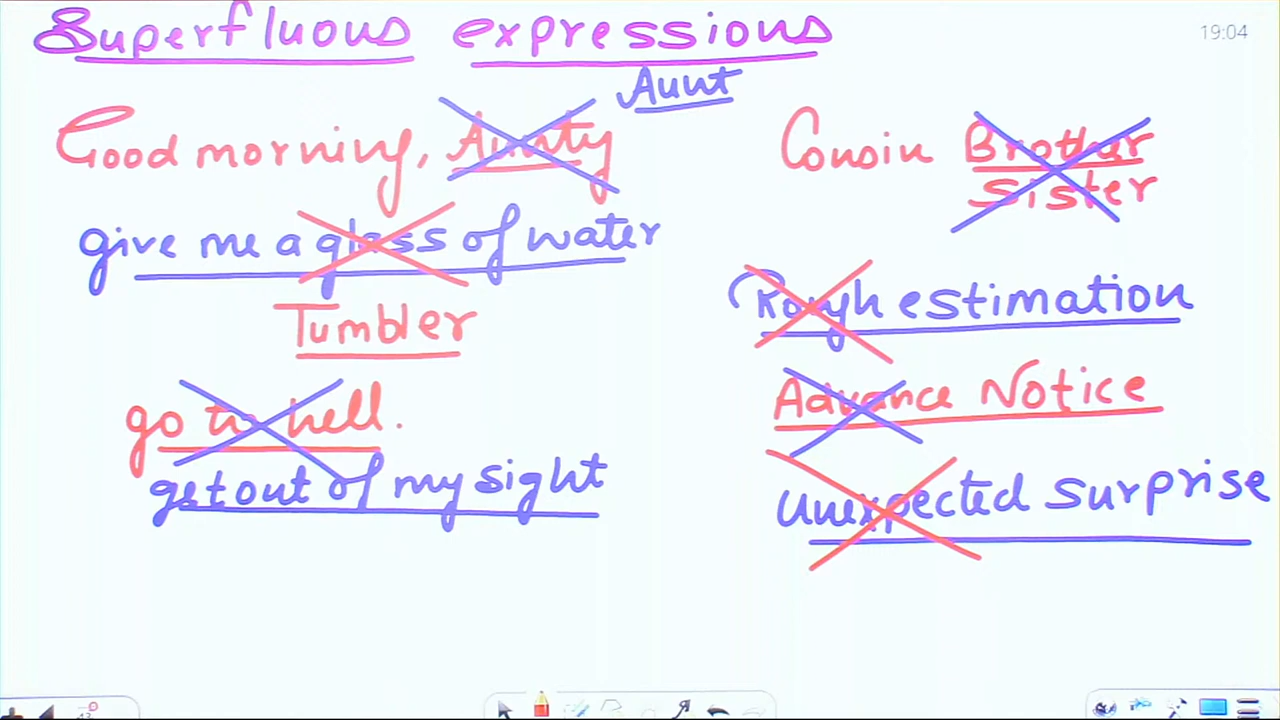 Superfluous expressions
19:04
Aunt
Good morning, Aunty
give me a glass of water
Tumbler
go to hell.
get out of my sight
Cousin Brother
Sister
Rough estimation
Advance Notice
unexpected surprise